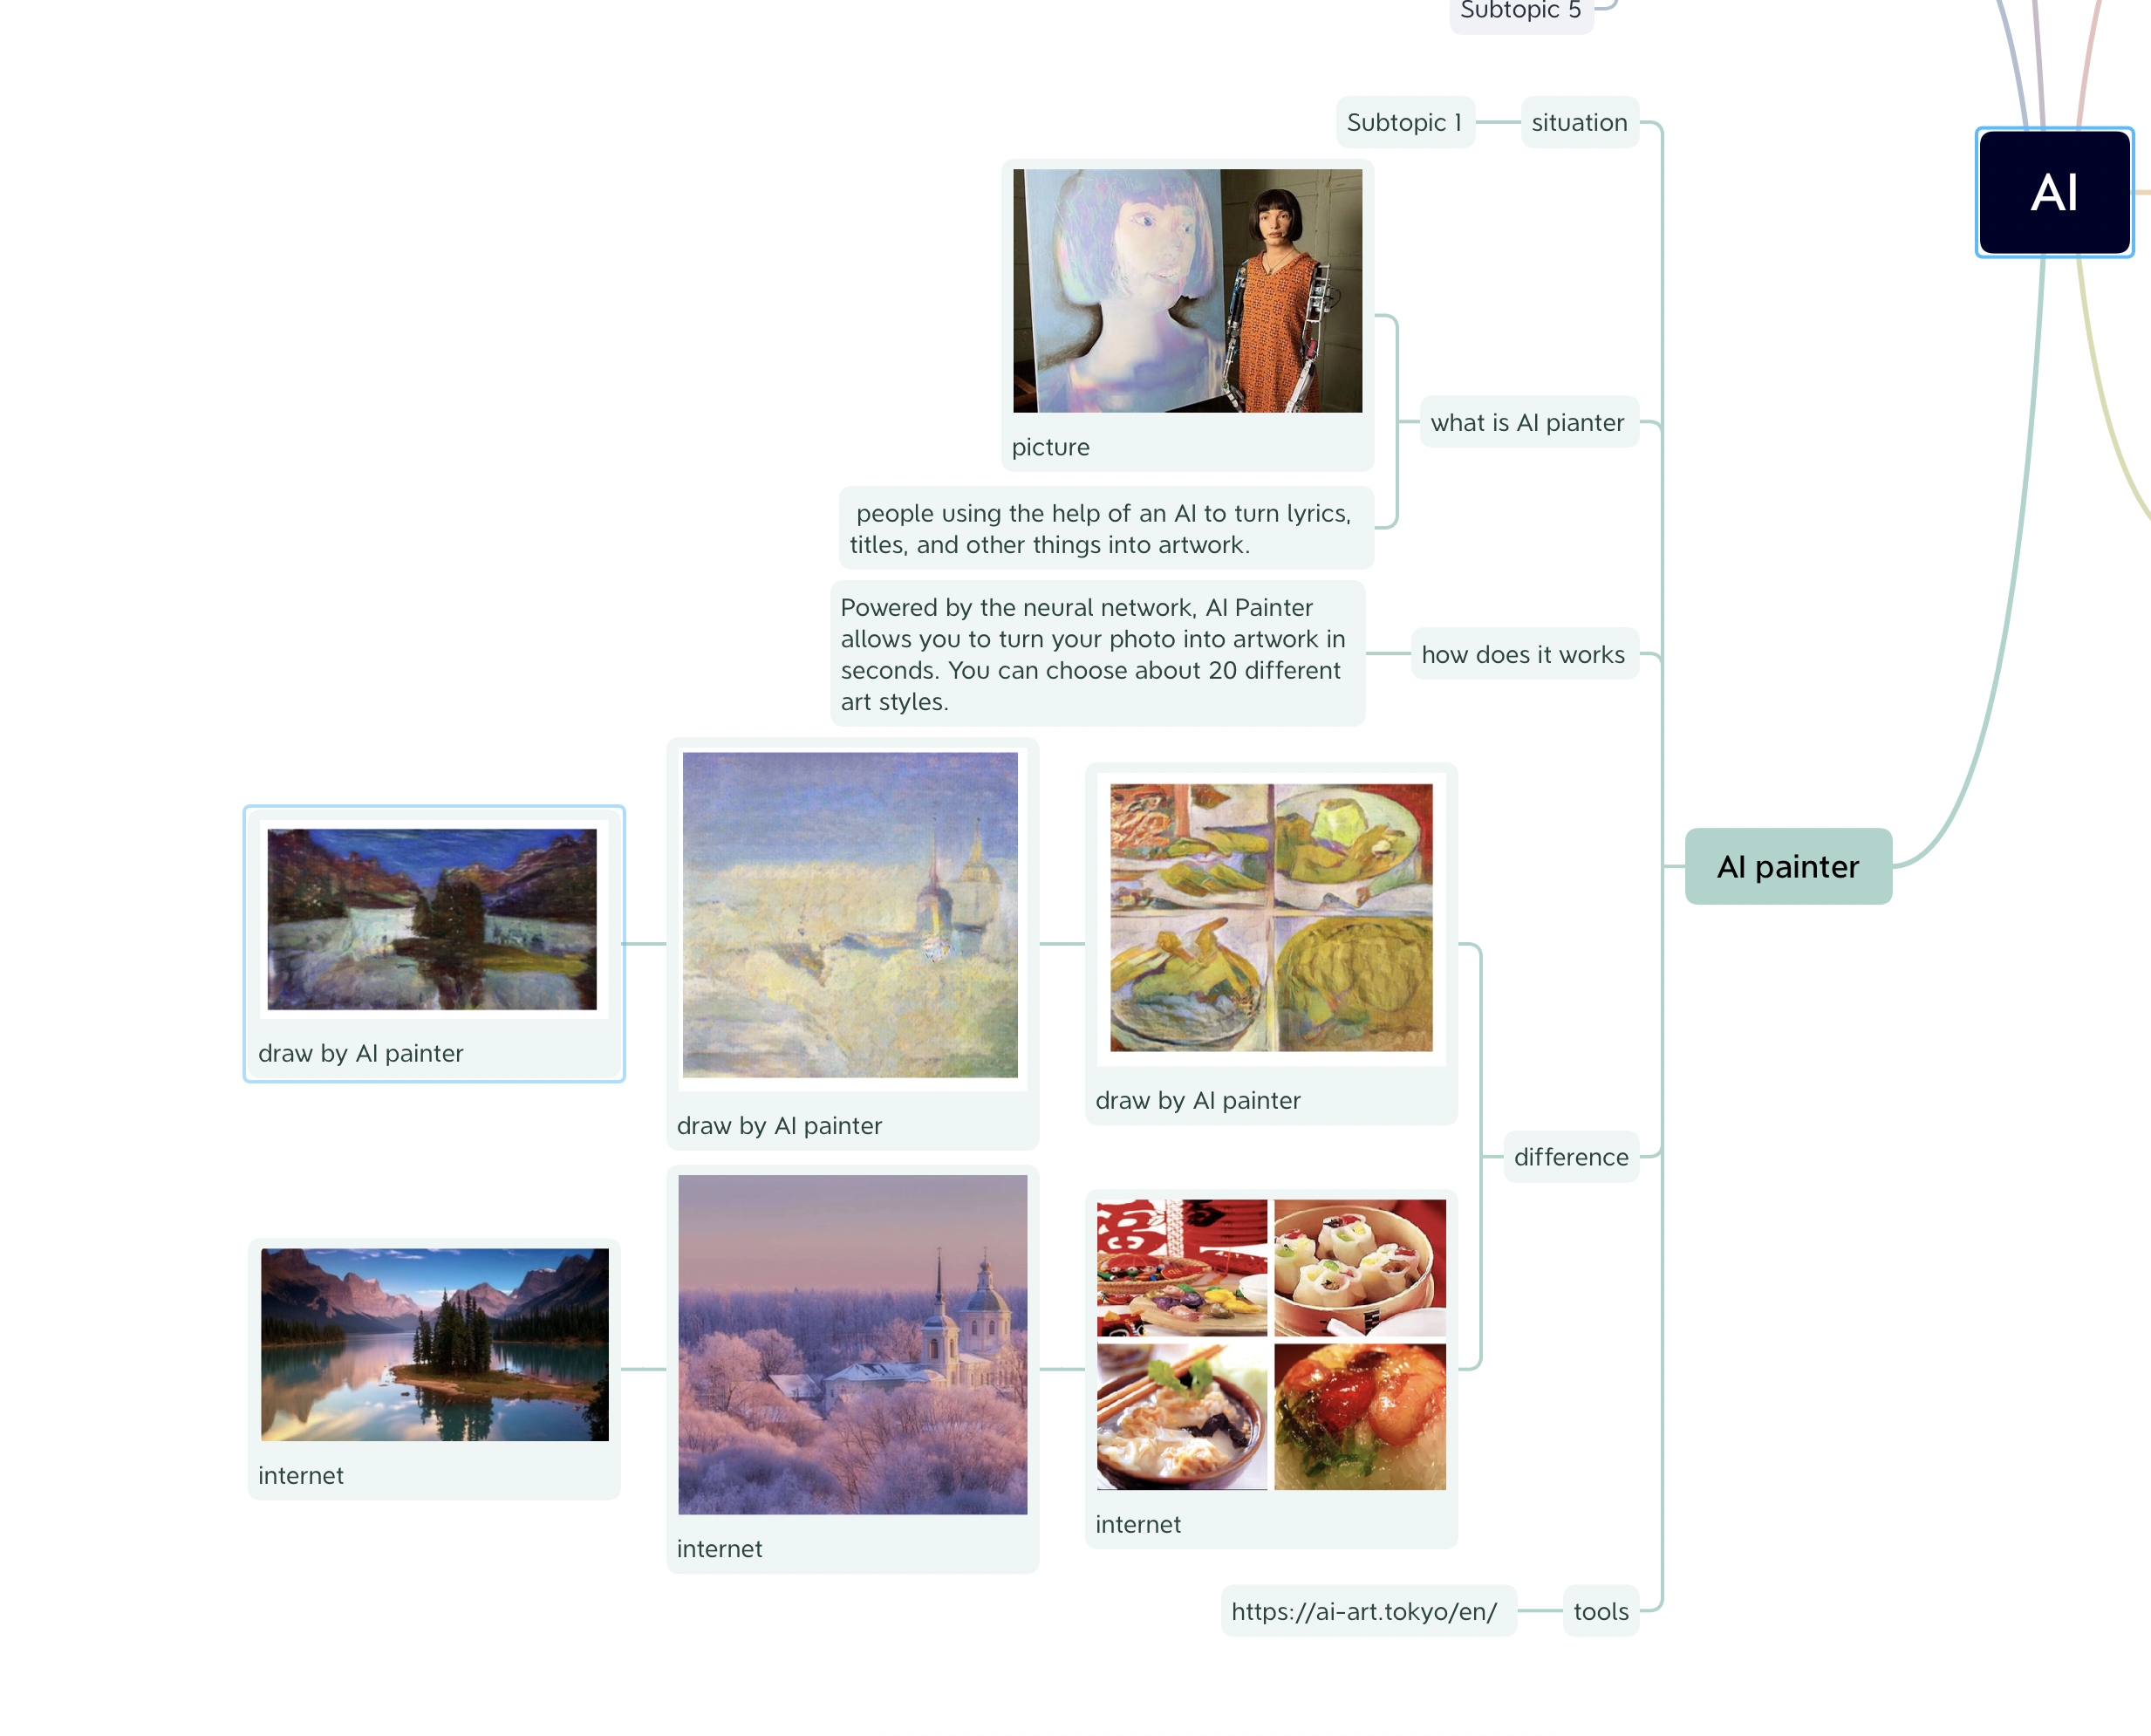 Subtopic 5
Subtopic 1
situation
AI
picture
what is AI pianter
people using the help of an AI to turn lyrics,
titles, and other things into artwork.
Powered by the neural network, AI Painter
allows you to turn your photo into artwork in
seconds. You can choose about 20 different
art styles.
how does it works
AI painter
draw by AI painter
draw by AI painter
draw by AI painter
difference
internet
internet
internet
https://ai-art.tokyo/en/
tools